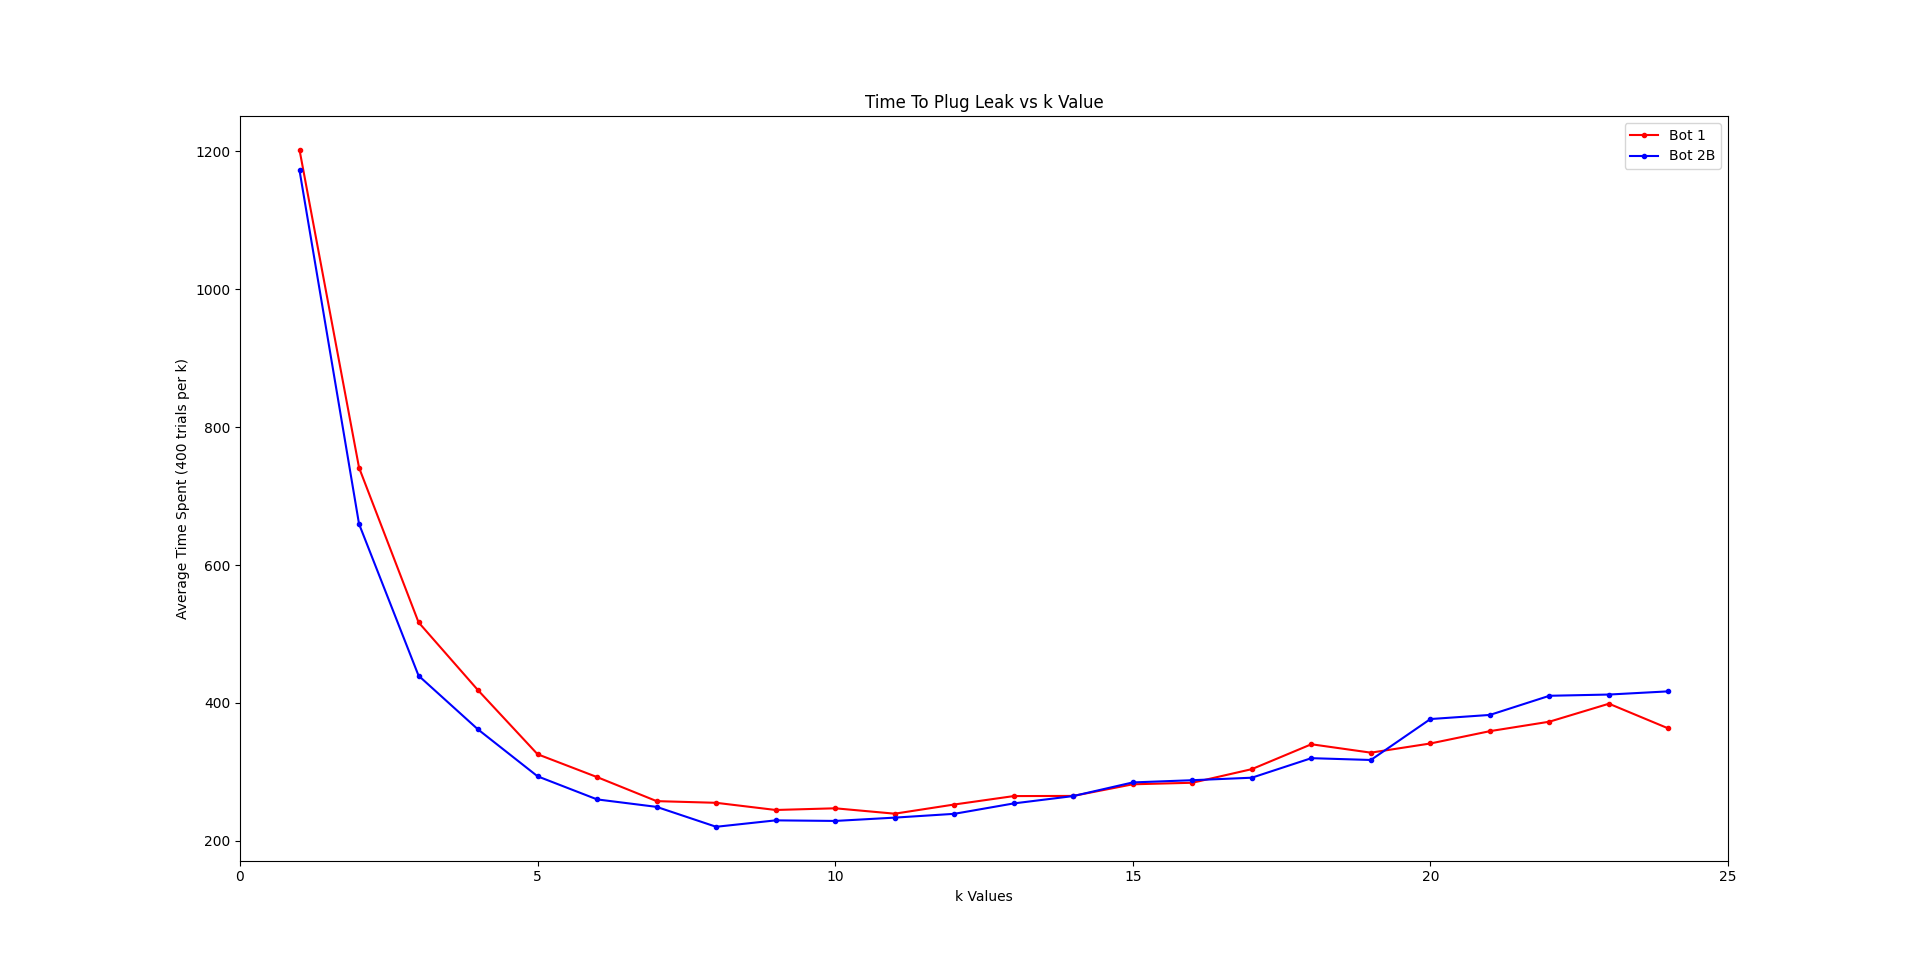 Time To Plug Leak vs k Value
Bot 1
Bot 2B
1200
1000
800
600
400
200
Average Time Spent (400 trials per k)
0 5 10 15 20 25
k Values